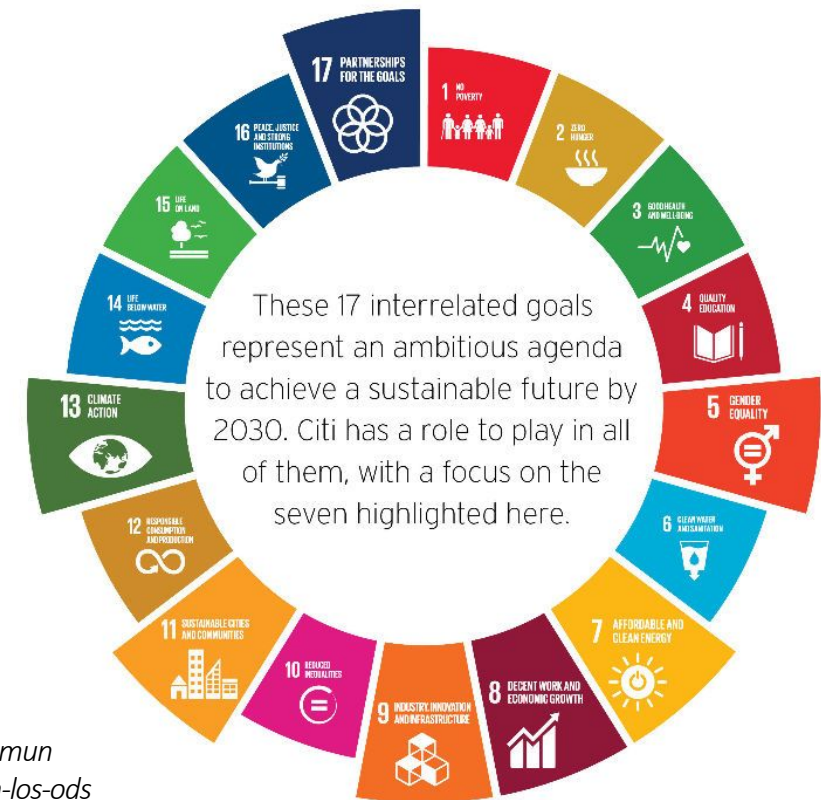 17 PARTNERSHIPS
FOR THE GOALS
1 NO
POVERTY
2 ZERO
HUNGER
3 GOOD HEALTH
AND WELL-BEING
4 QUALITY
EDUCATION
5 GENDER
EQUALITY
6 CLEAN WATER
AND SANITATION
7 AFFORDABLE AND
CLEAN ENERGY
8 DECENT WORK AND
ECONOMIC GROWTH
9 INDUSTRY, INNOVATION
AND INFRASTRUCTURE
10 REDUCED
INEQUALITIES
11 SUSTAINABLE CITIES
AND COMMUNITIES
12 RESPONSIBLE
CONSUMPTION
AND PRODUCTION
13 CLIMATE
ACTION
14 LIFE
BELOW WATER
15 LIFE
ON LAND
16 PEACE, JUSTICE
AND STRONG
INSTITUTIONS
These 17 interrelated goals
represent an ambitious agenda
to achieve a sustainable future by
2030. Citi has a role to play in all
of them, with a focus on the
seven highlighted here.
mun
-los-ods